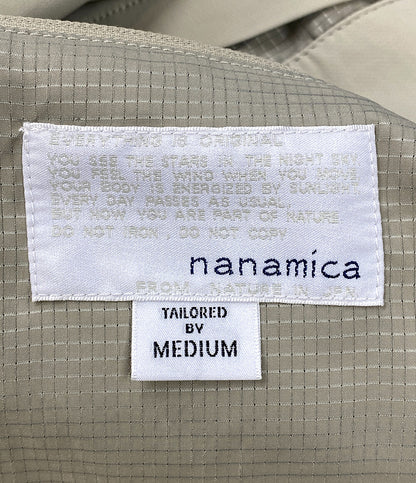 EVERYTHING IS ORIGINAL
YOU SEE THE STARS IN THE NIGHT SKY
YOU FEEL THE WIND WHEN YOU MOVE
YOUR BODY IS ENERGIZED BY SUNLIGHT
EVERY DAY PASSES AS USUAL,
BUT NOW YOU ARE PART OF NATURE.
DO NOT IRON , DO NOT COPY
nanamica
FROM NATURE IN JPN
TAILORED
BY
MEDIUM